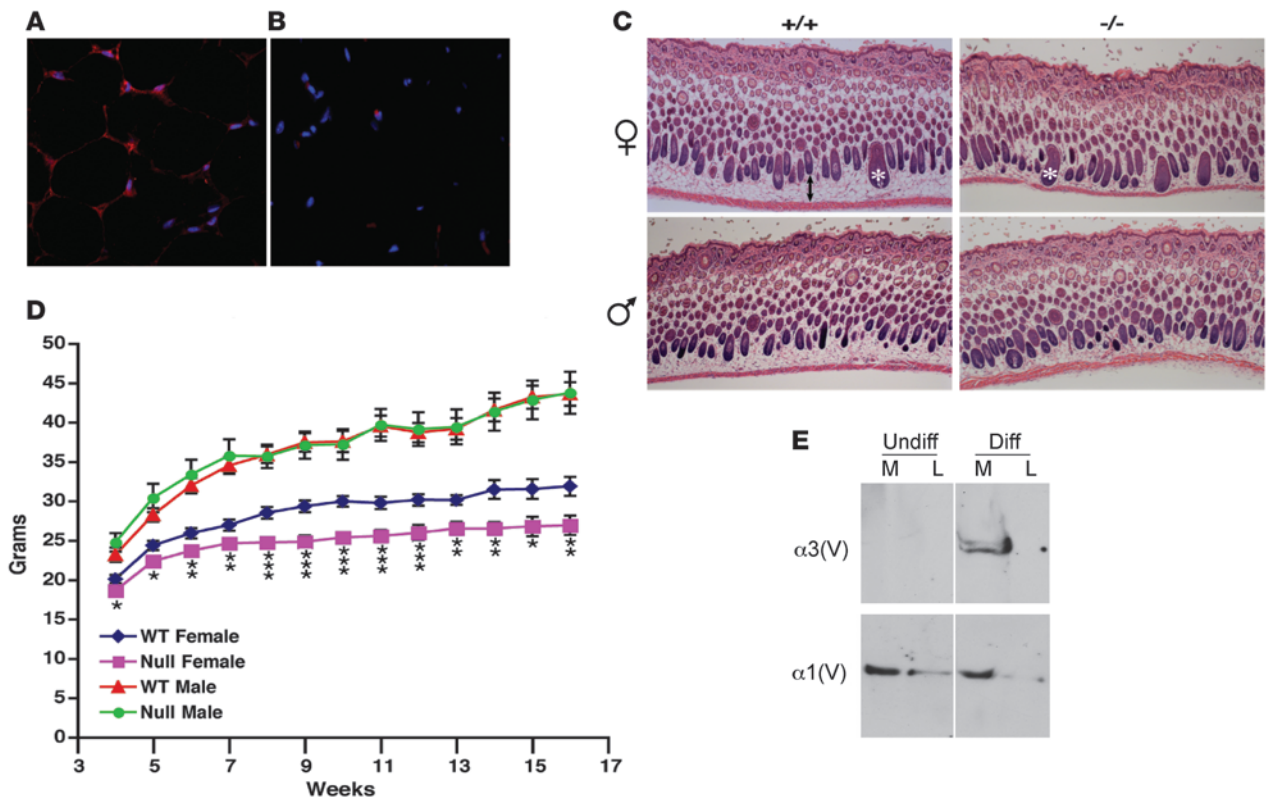 A
B
C
+/+
-/-
♀
*
*
♂
D
50
45
40
35
30
25
20
15
10
5
0
Grams
* * ** ** *** *** *** *** *** ** ** * **
WT Female
Null Female
WT Male
Null Male
3 5 7 9 11 13 15 17
Weeks
E
Undiff Diff
M L M L
α3(V)
α1(V)